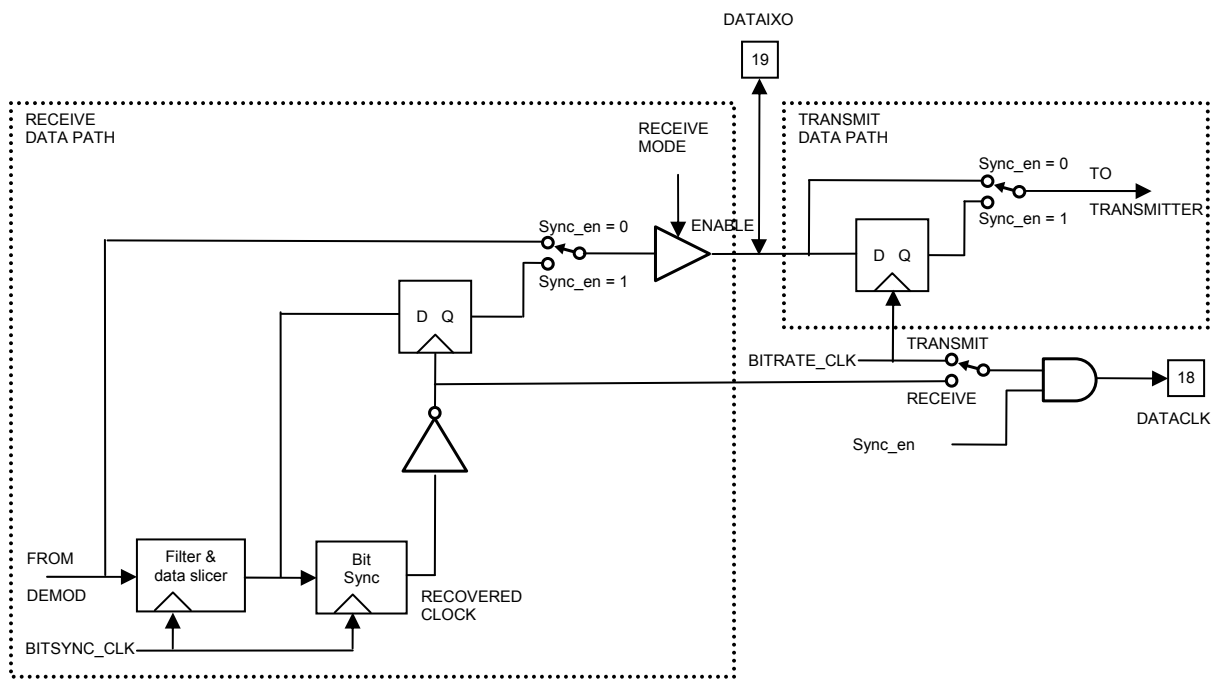 DATAIXO
19
RECEIVE
DATA PATH
RECEIVE
MODE
TRANSMIT
DATA PATH
Sync_en = 0
TO
TRANSMITTER
Sync_en = 1
Sync_en = 0
ENABLE
Sync_en = 1
D Q
D Q
BITRATE_CLK
TRANSMIT
RECEIVE
18
DATACLK
Sync_en
FROM
DEMOD
Filter &
data slicer
Bit
Sync
RECOVERED
CLOCK
BITSYNC_CLK